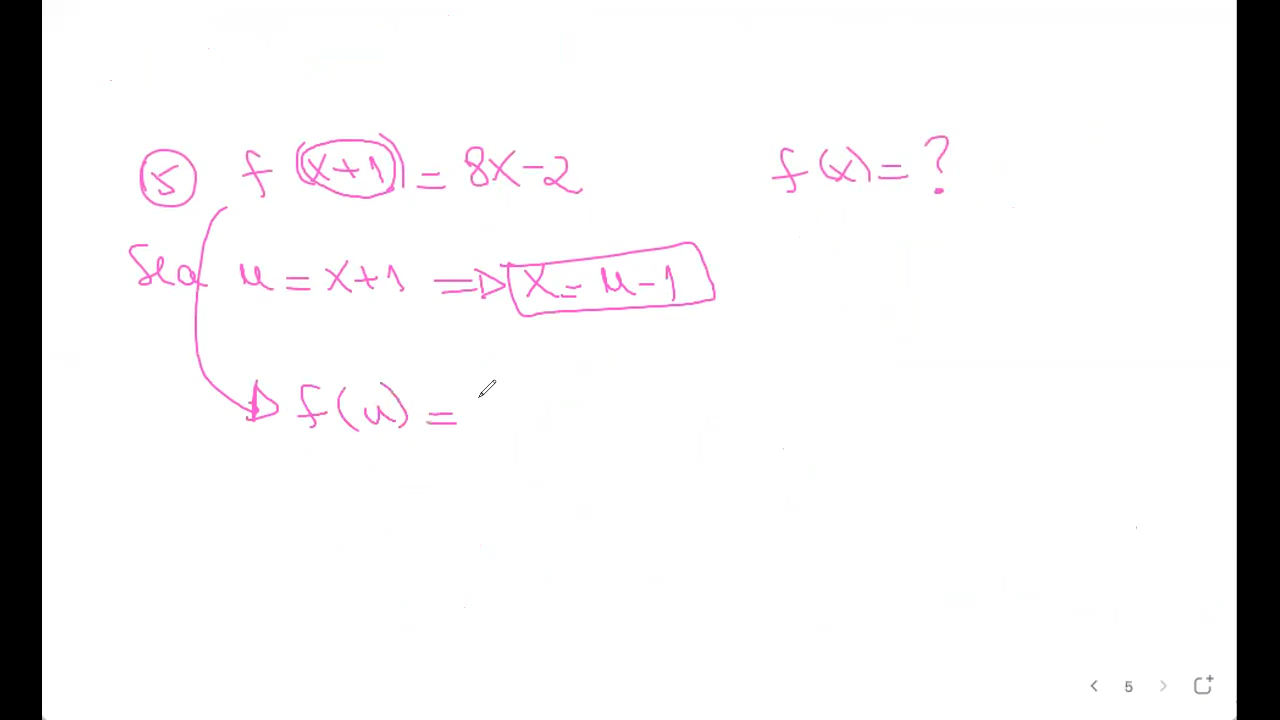 5 f(x+1) = 8x-2 f(x) = ?
Sea u = x+1 => x = u-1
f(u) =
5